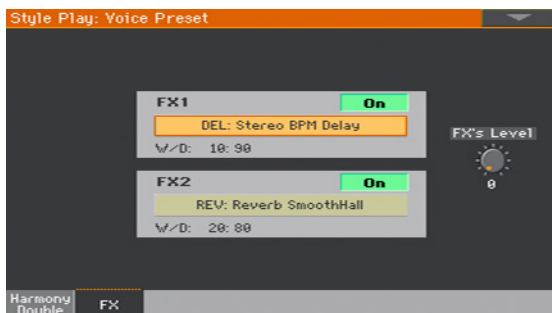 Style Play: Voice Preset
FX1
On
DEL: Stereo BPM Delay
W/D: 10:90
FX's Level
0
FX2
On
REV: Reverb SmoothHall
W/D: 20:80
Harmony
Double
FX